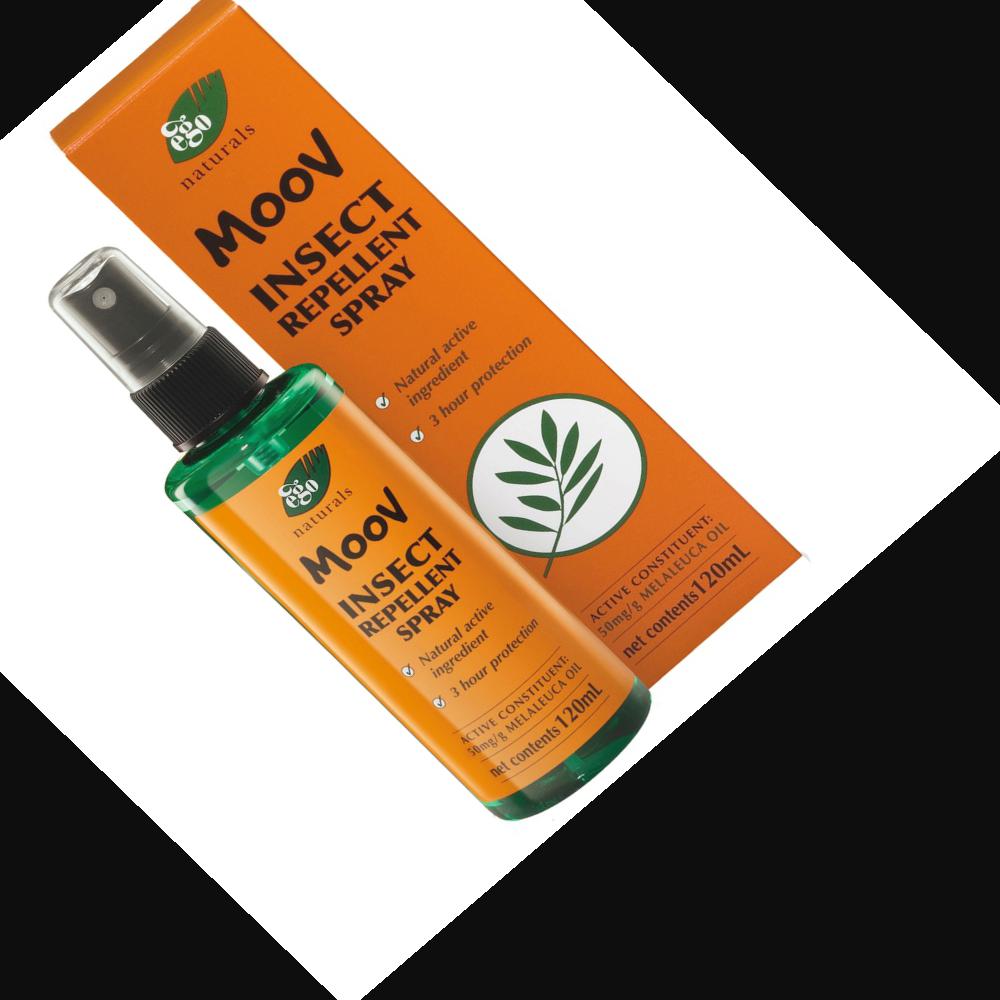 ego
naturals
MOOV
INSECT
REPELLENT
SPRAY
Natural active
ingredient
3 hour protection
ACTIVE CONSTITUENT:
50mg/g MELALEUCA OIL
net contents 120mL
ego
naturals
MOOV
INSECT
REPELLENT
SPRAY
Natural active
ingredient
3 hour protection
ACTIVE CONSTITUENT:
50mg/g MELALEUCA OIL
net contents 120mL